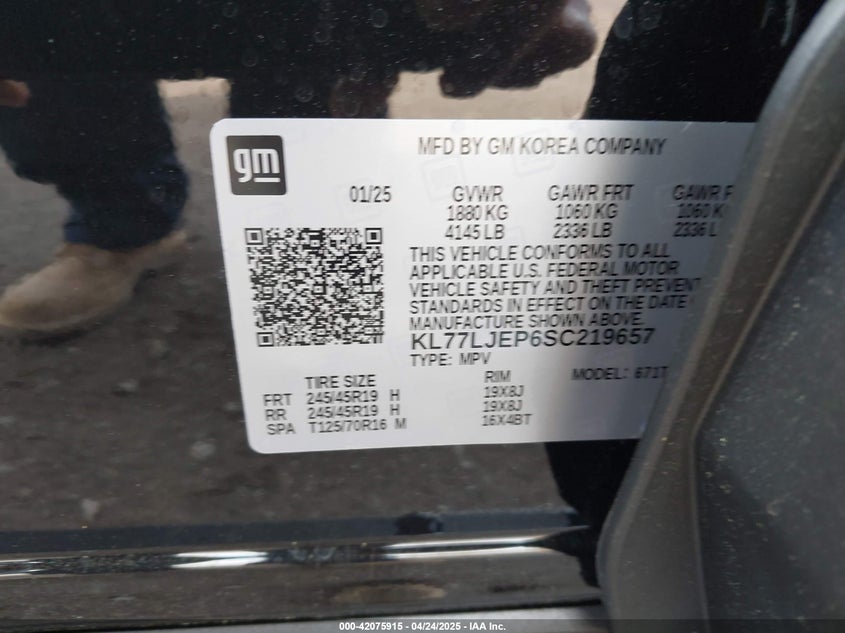 gm
MFD BY GM KOREA COMPANY
01/25 GVWR GAWR FRT GAWR
1880 KG 1060 KG 1060 K
4145 LB 2336 LB 2336 L
THIS VEHICLE CONFORMS TO ALL
APPLICABLE U.S. FEDERAL MOTOR
VEHICLE SAFETY AND THEFT PREVENT
STANDARDS IN EFFECT ON THE DATE
MANUFACTURE SHOWN ABOVE.
KL77LJEP6SC219657
TYPE: MPV
MODEL: 671T
TIRE SIZE RIM
FRT 245/45R19 H 19X8J
RR 245/45R19 H 19X8J
SPA T125/70R16 M 16X4BT
000-42075915 - 04/24/2025 - IAA Inc.